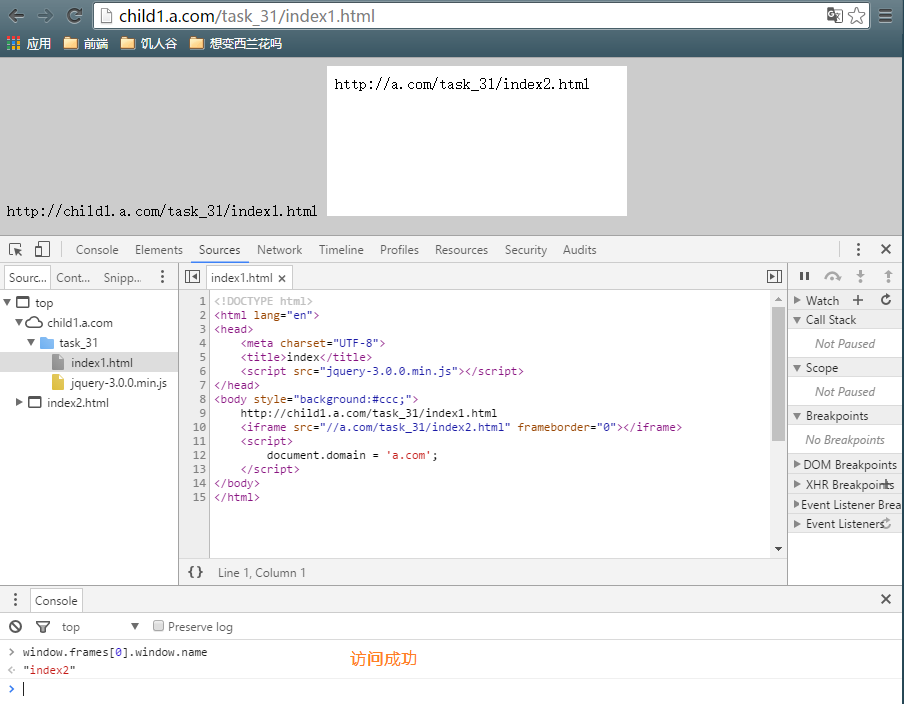 child1.a.com/task_31/index1.html
应用 前端 饥人谷 想变西兰花吗
http://a.com/task_31/index2.html
http://child1.a.com/task_31/index1.html
Console Elements Sources Network Timeline Profiles Resources Security Audits
Sourc... Cont... Snipp...
index1.html ×
top
child1.a.com
task_31
index1.html
jquery-3.0.0.min.js
index2.html
1 <!DOCTYPE html>
2 <html lang="en">
3 <head>
4 <meta charset="UTF-8">
5 <title>index</title>
6 <script src="jquery-3.0.0.min.js"></script>
7 </head>
8 <body style="background:#ccc;">
9 http://child1.a.com/task_31/index1.html
10 <iframe src="//a.com/task_31/index2.html" frameborder="0"></iframe>
11 <script>
12 document.domain = 'a.com';
13 </script>
14 </body>
15 </html>
{} Line 1, Column 1
Watch
Call Stack
Not Paused
Scope
Not Paused
Breakpoints
No Breakpoints
DOM Breakpoints
XHR Breakpoints
Event Listener Brea
Event Listeners
Console
top Preserve log
> window.frames[0].window.name
"index2"
>
访问成功